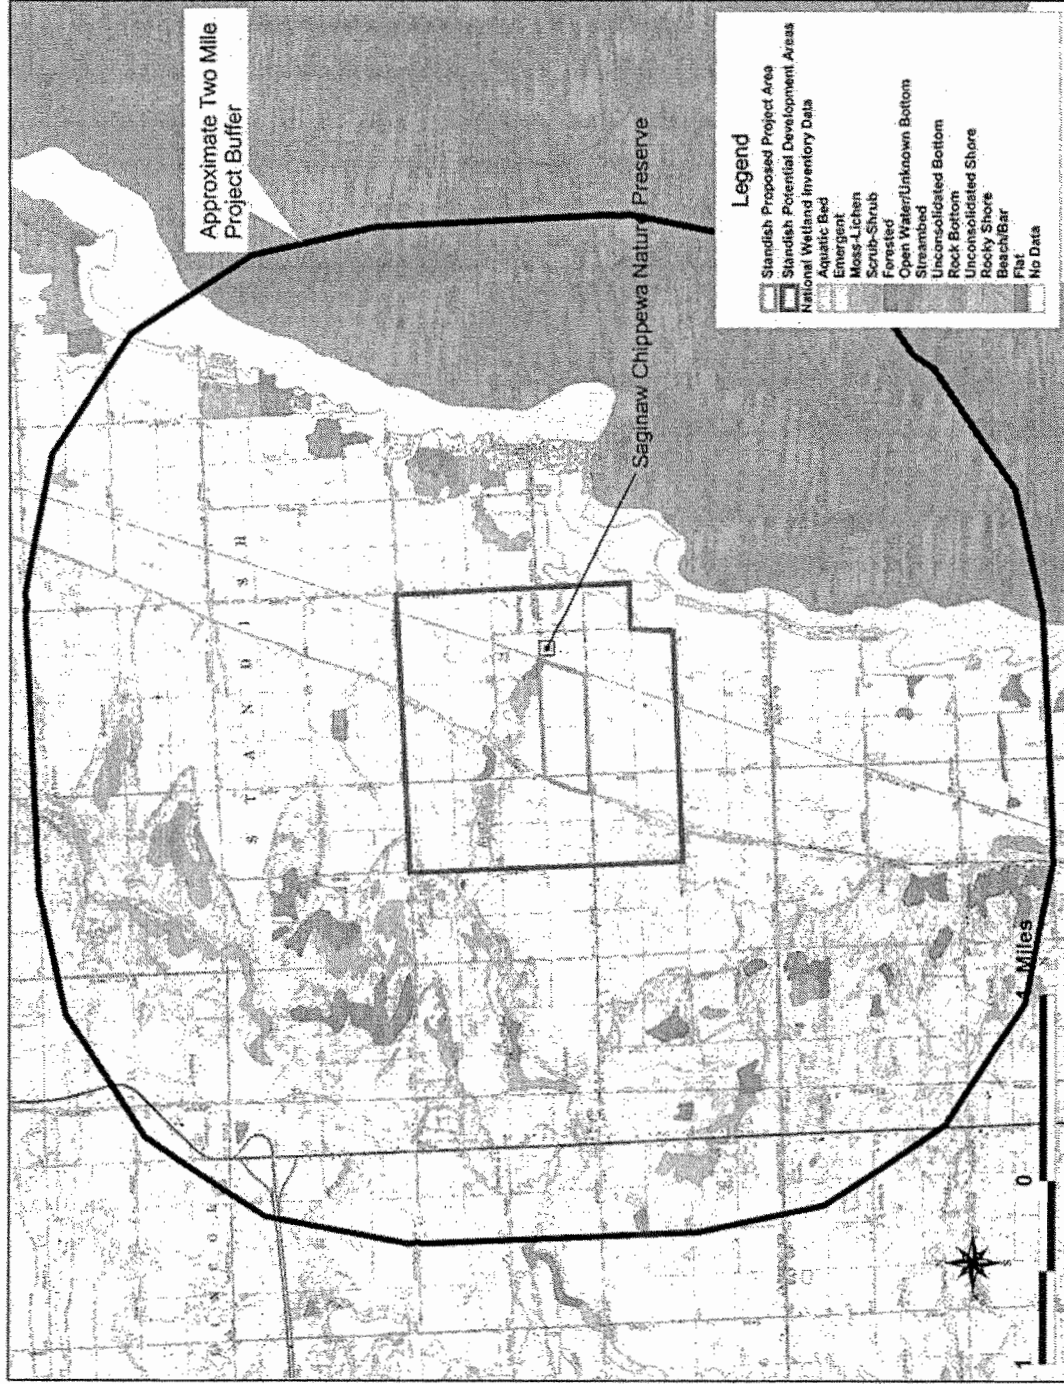 Approximate Two Mile
Project Buffer
Saginaw Chippewa Nature Preserve
S T A N D I S H
L I N C O L N
Legend
Standish Proposed Project Area
Standish Potential Development Areas
National Wetland Inventory Data
Aquatic Bed
Emergent
Moss-Lichen
Scrub-Shrub
Forested
Open Water/Unknown Bottom
Streambed
Unconsolidated Bottom
Rock Bottom
Unconsolidated Shore
Rocky Shore
Beach/Bar
Flat
No Data
1 0 1 Miles